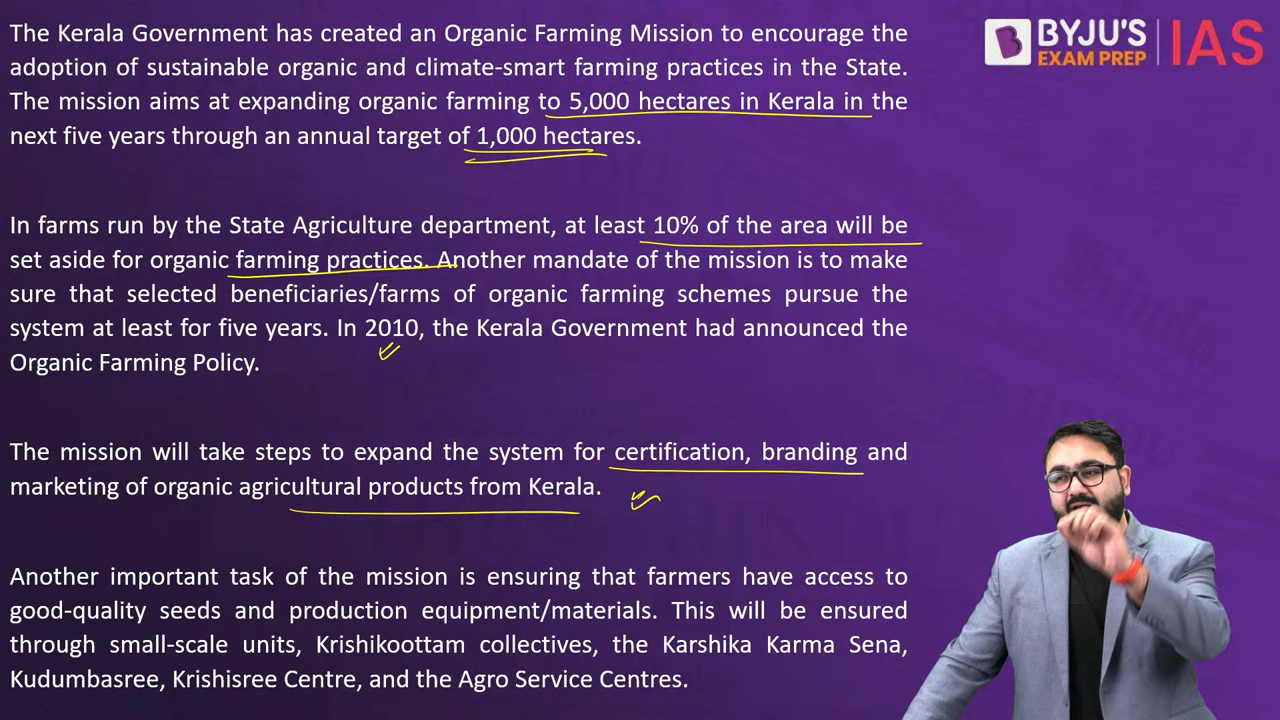 The Kerala Government has created an Organic Farming Mission to encourage the
adoption of sustainable organic and climate-smart farming practices in the State.
The mission aims at expanding organic farming to 5,000 hectares in Kerala in the
next five years through an annual target of 1,000 hectares.
In farms run by the State Agriculture department, at least 10% of the area will be
set aside for organic farming practices. Another mandate of the mission is to make
sure that selected beneficiaries/farms of organic farming schemes pursue the
system at least for five years. In 2010, the Kerala Government had announced the
Organic Farming Policy.
The mission will take steps to expand the system for certification, branding and
marketing of organic agricultural products from Kerala.
Another important task of the mission is ensuring that farmers have access to
good-quality seeds and production equipment/materials. This will be ensured
through small-scale units, Krishikoottam collectives, the Karshika Karma Sena,
Kudumbasree, Krishisree Centre, and the Agro Service Centres.
BYJU'S
EXAM PREP
IAS